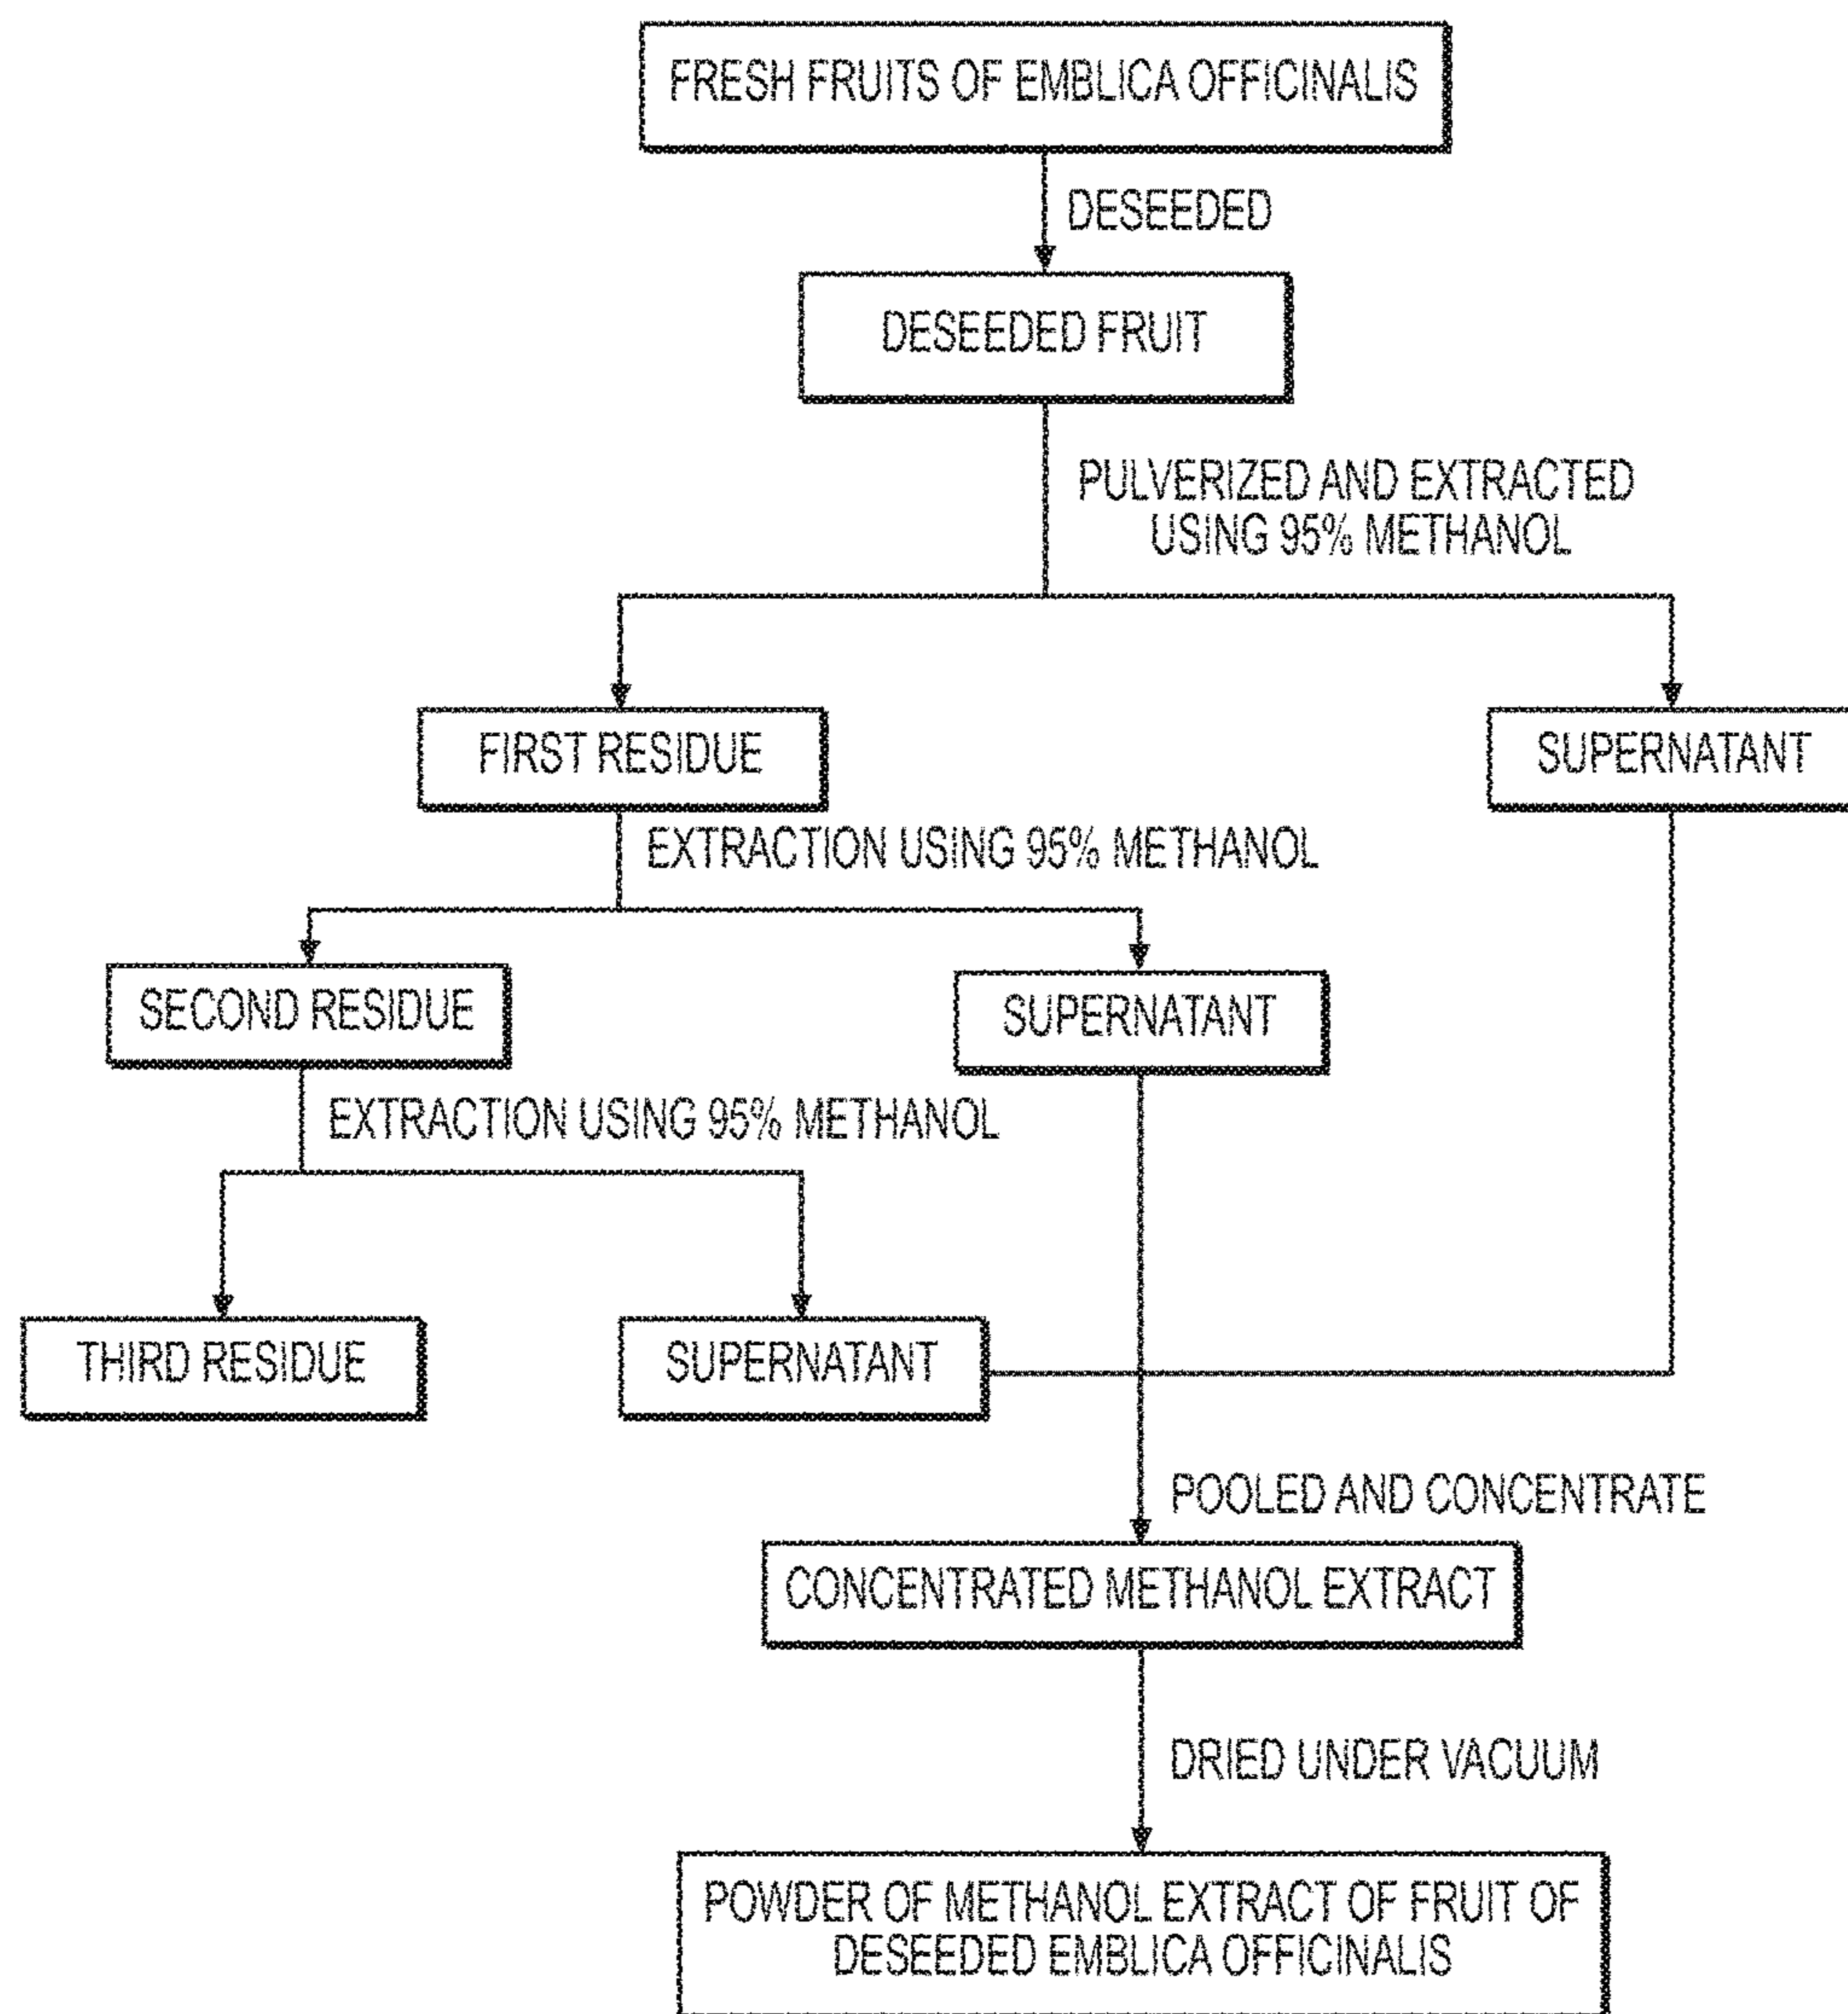 FRESH FRUITS OF EMBLICA OFFICINALIS
DESEEDED
DESEEDED FRUIT
PULVERIZED AND EXTRACTED
USING 95% METHANOL
FIRST RESIDUE
SUPERNATANT
EXTRACTION USING 95% METHANOL
SECOND RESIDUE
SUPERNATANT
EXTRACTION USING 95% METHANOL
THIRD RESIDUE
SUPERNATANT
POOLED AND CONCENTRATE
CONCENTRATED METHANOL EXTRACT
DRIED UNDER VACUUM
POWDER OF METHANOL EXTRACT OF FRUIT OF
DESEEDED EMBLICA OFFICINALIS